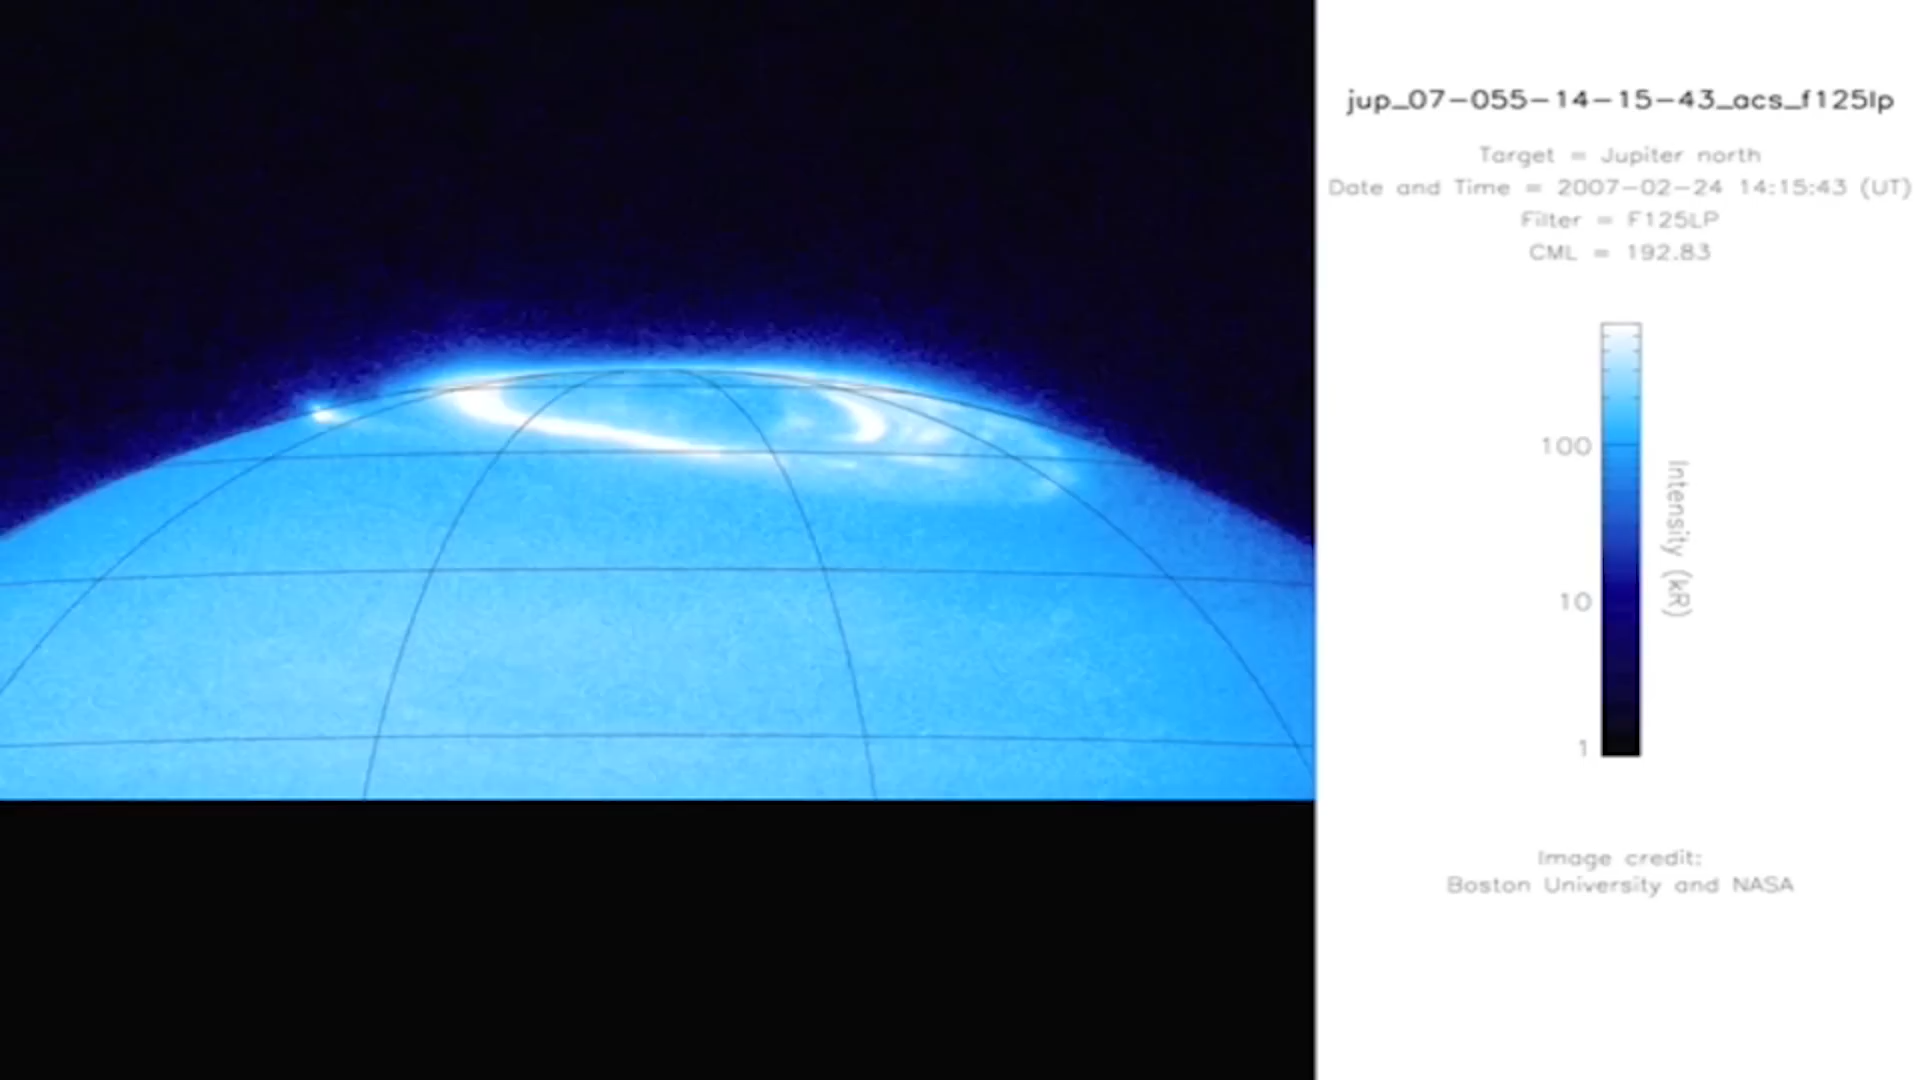 jup_07-055-14-15-43_acs_f125lp
Target = Jupiter north
Date and Time = 2007-02-24 14:15:43 (UT)
Filter = F125LP
CML = 192.83
100
10
1
Intensity (kR)
Image credit:
Boston University and NASA